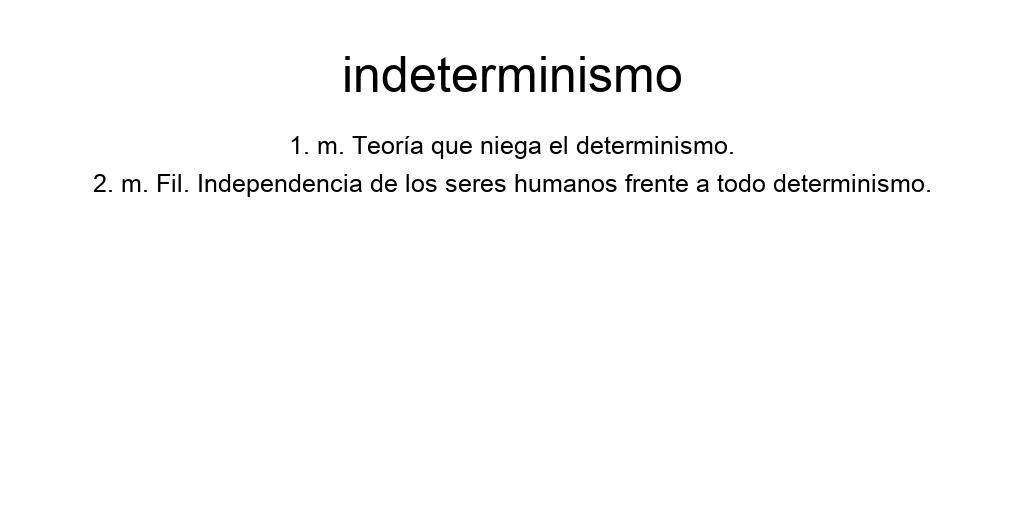 indeterminismo
1. m. Teoría que niega el determinismo.
2. m. Fil. Independencia de los seres humanos frente a todo determinismo.